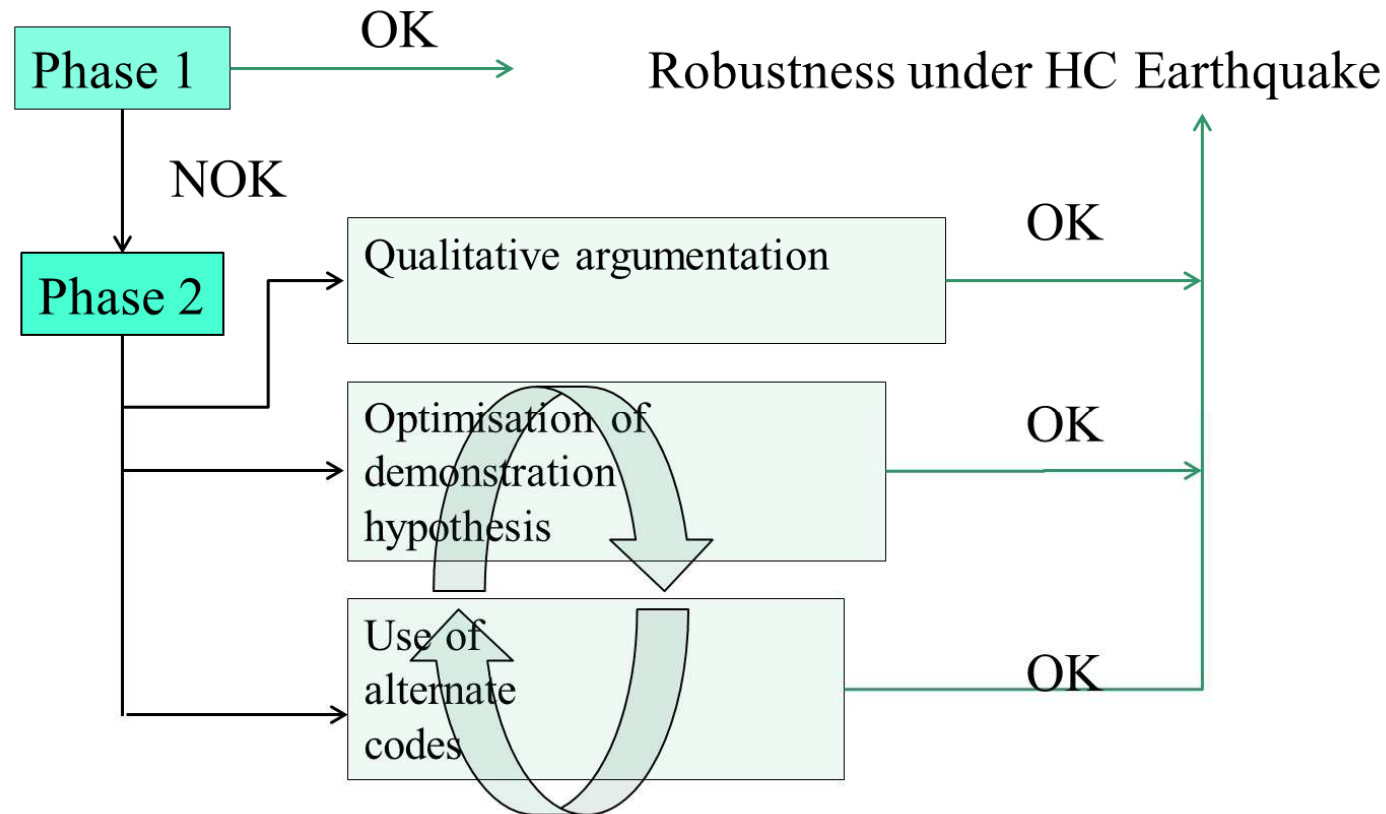 OK
Phase 1
Robustness under HC Earthquake
NOK
Phase 2
Qualitative argumentation
OK
Optimisation of
demonstration
hypothesis
OK
Use of
alternate
codes
OK